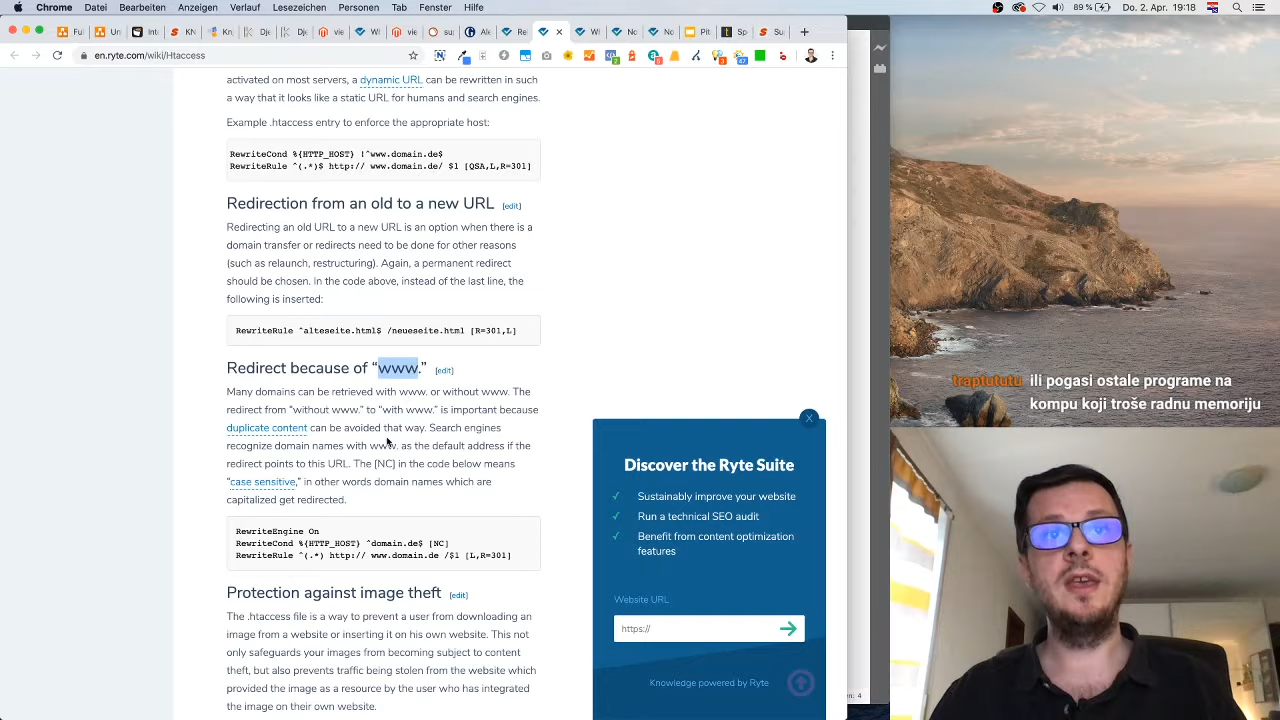 Chrome Datei Bearbeiten Anzeigen Verlauf Lesezeichen Personen Tab Fenster Hilfe
89 % Do. 2. Apr. 19:18
en.ryte.com/wiki/Htaccess
Based on most servers, a dynamic URL can be rewritten in such
a way that it looks like a static URL for humans and search engines.
Example .htaccess entry to enforce the appropriate host:
RewriteCond %{HTTP_HOST} !^www.domain.de$
RewriteRule ^(.*)$ http:// www.domain.de/ $1 [QSA,L,R=301]
Redirection from an old to a new URL [edit]
Redirecting an old URL to a new URL is an option when there is a
domain transfer or redirects need to be done for other reasons
(such as relaunch, restructuring). Again, a permanent redirect
should be chosen. In the code above, instead of the last line, the
following is inserted:
RewriteRule ^alteseite.html$ /neueseite.html [R=301,L]
Redirect because of “www.” [edit]
Many domains can be retrieved with www. or without www. The
redirect from “without www.” to “with www.” is important because
duplicate content can be avoided that way. Search engines
recognize domain names with www. as the default address if the
redirect points to this URL. The [NC] in the code below means
“case sensitive,” in other words, domain names which are
capitalized get redirected.
RewriteEngine On
RewriteCond %{HTTP_HOST} ^domain.de$ [NC]
RewriteRule ^(.*) http:// www.domain.de /$1 [L,R=301]
Protection against image theft [edit]
The .htaccess file is a way to prevent a user from downloading an
image from a website or embed it on his own website. This not
only safeguards your images from becoming subject to content
theft, but also prevents traffic being stolen from the website which
provided the image as a resource by the user who has integrated
the image on their own website.
X
Discover the Ryte Suite
✓ Sustainably improve your website
✓ Run a technical SEO audit
✓ Benefit from content optimization
features
Website URL
https://
Knowledge powered by Ryte
traptututu ili pogasi ostale programe na
kompu koji troše radnu memoriju